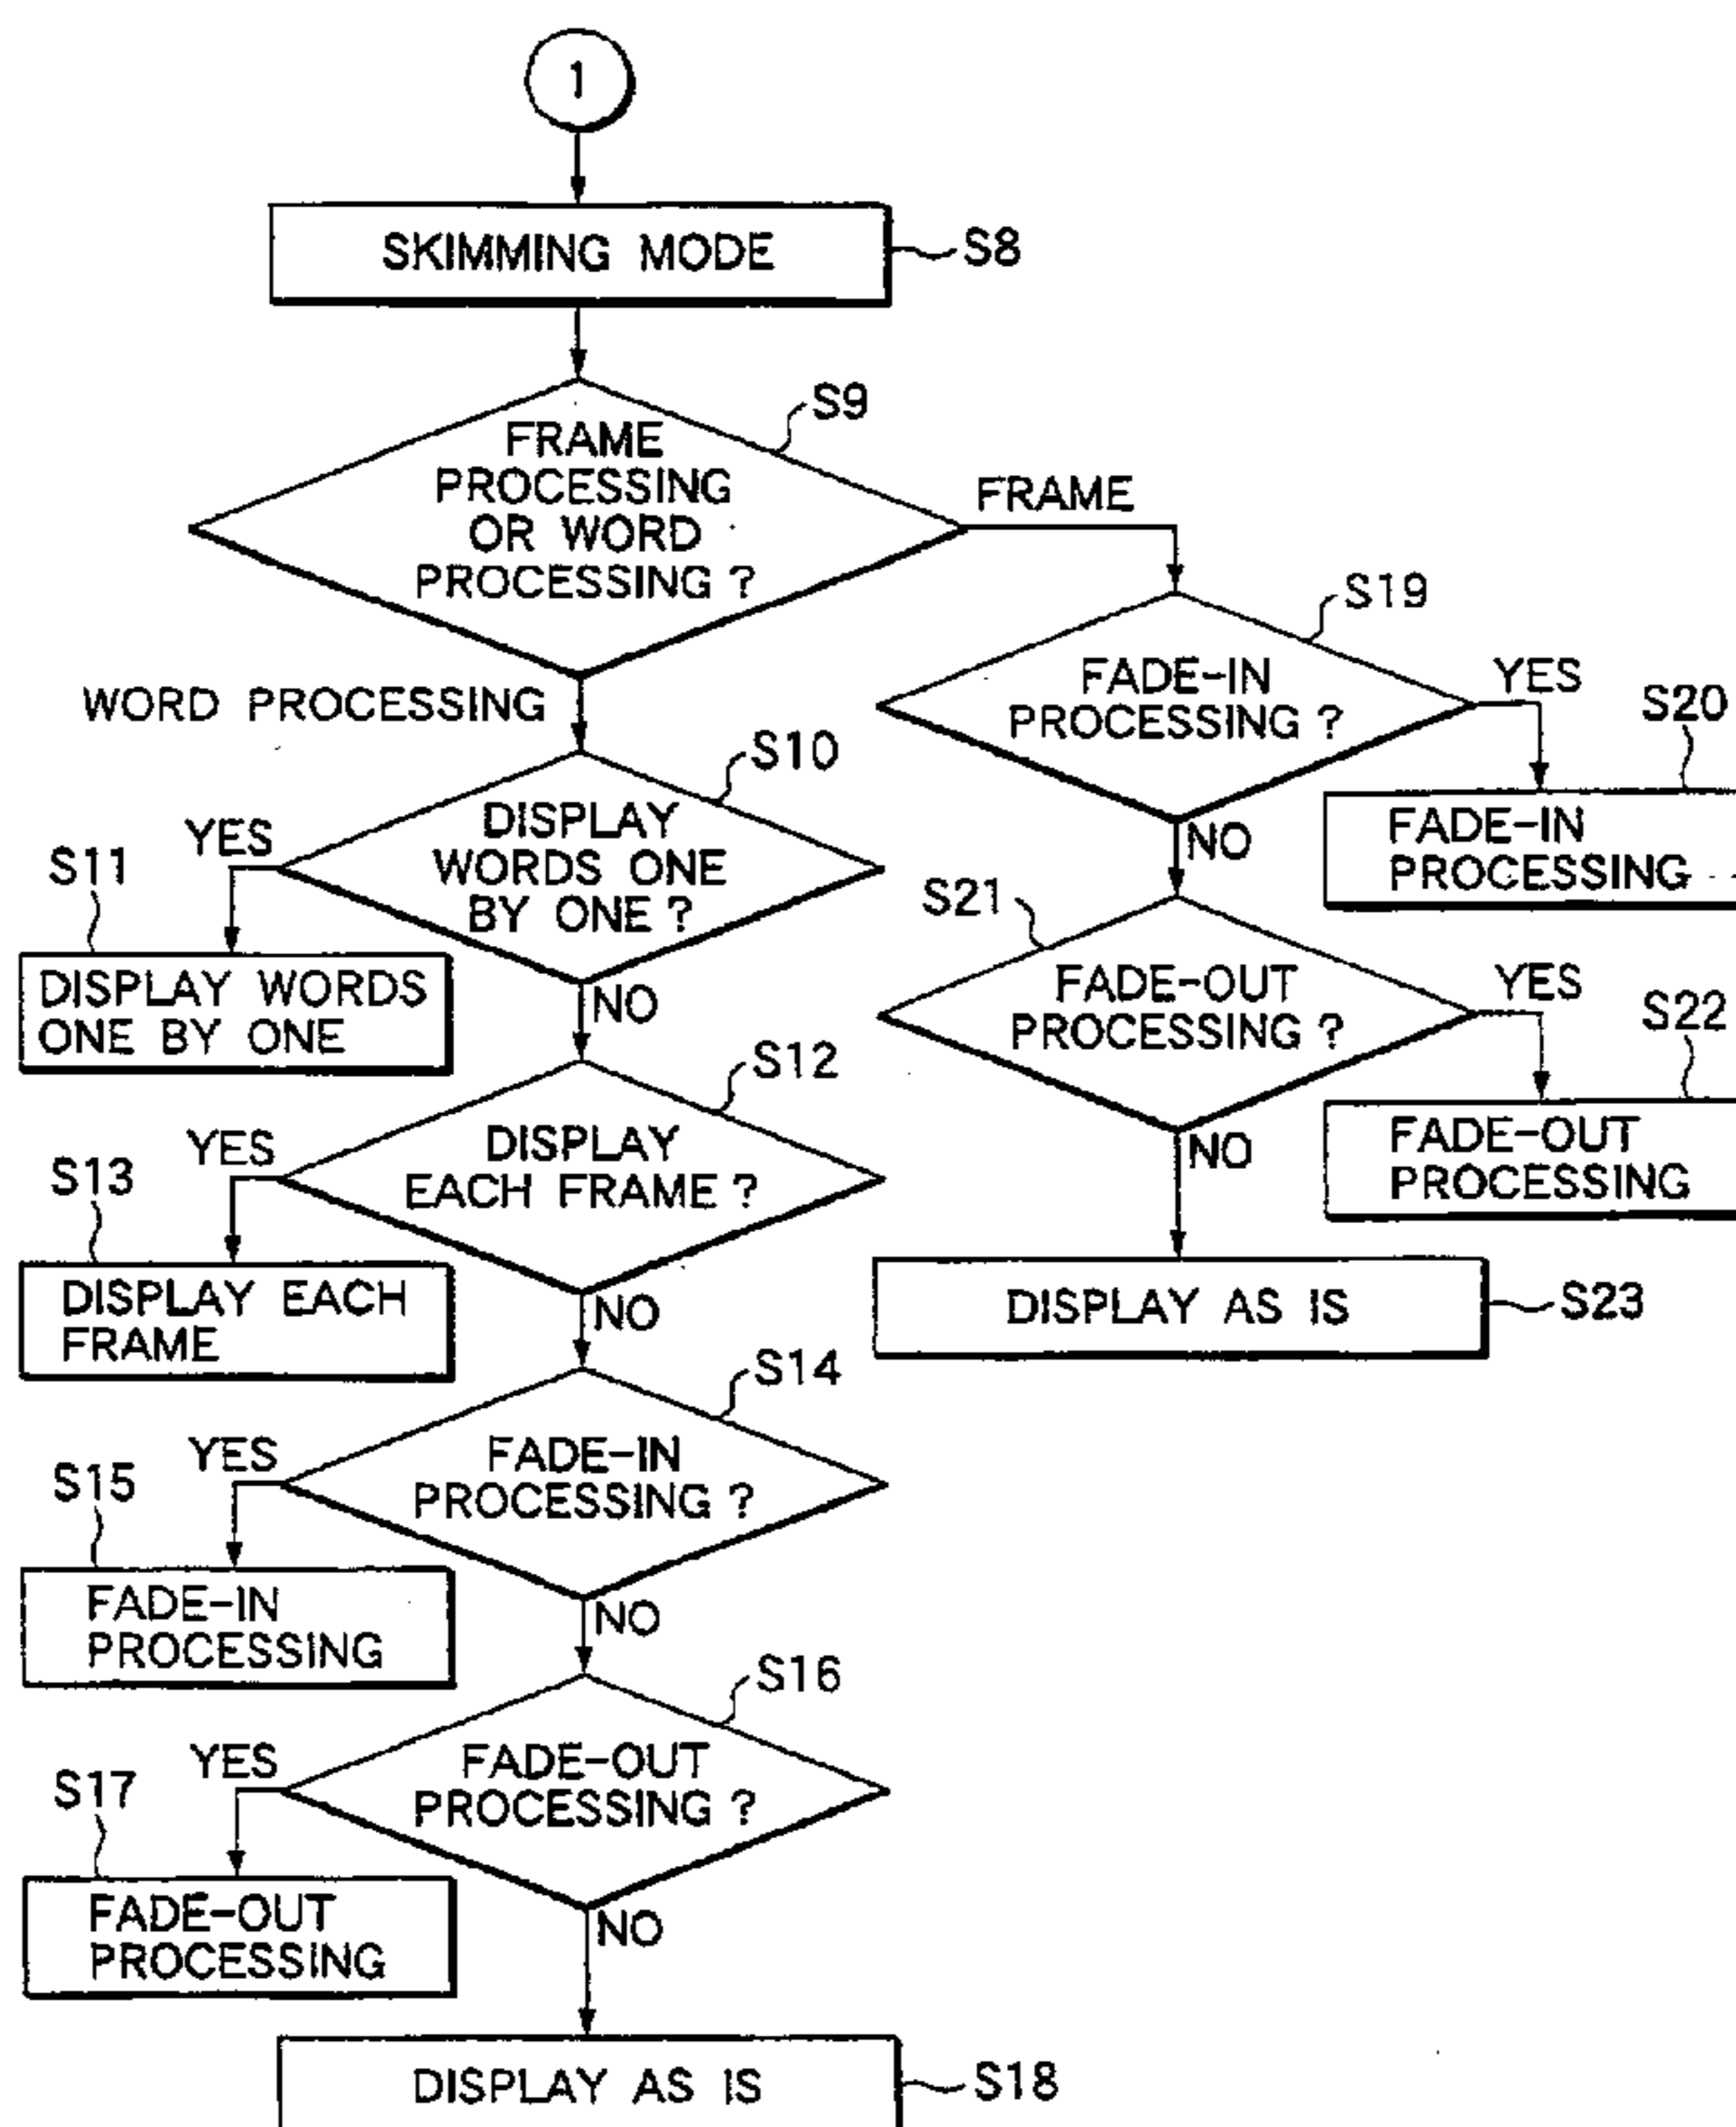 1
SKIMMING MODE
S8
S9
FRAME
PROCESSING
OR WORD
PROCESSING ?
FRAME
WORD PROCESSING
S10
DISPLAY
WORDS ONE
BY ONE ?
YES
S11
DISPLAY WORDS
ONE BY ONE
NO
S12
DISPLAY
EACH FRAME ?
YES
S13
DISPLAY EACH
FRAME
NO
S14
FADE-IN
PROCESSING ?
YES
S15
FADE-IN
PROCESSING
NO
S16
FADE-OUT
PROCESSING ?
YES
S17
FADE-OUT
PROCESSING
NO
DISPLAY AS IS
S18
S19
FADE-IN
PROCESSING ?
YES
S20
FADE-IN
PROCESSING
NO
S21
FADE-OUT
PROCESSING ?
YES
S22
FADE-OUT
PROCESSING
NO
DISPLAY AS IS
S23